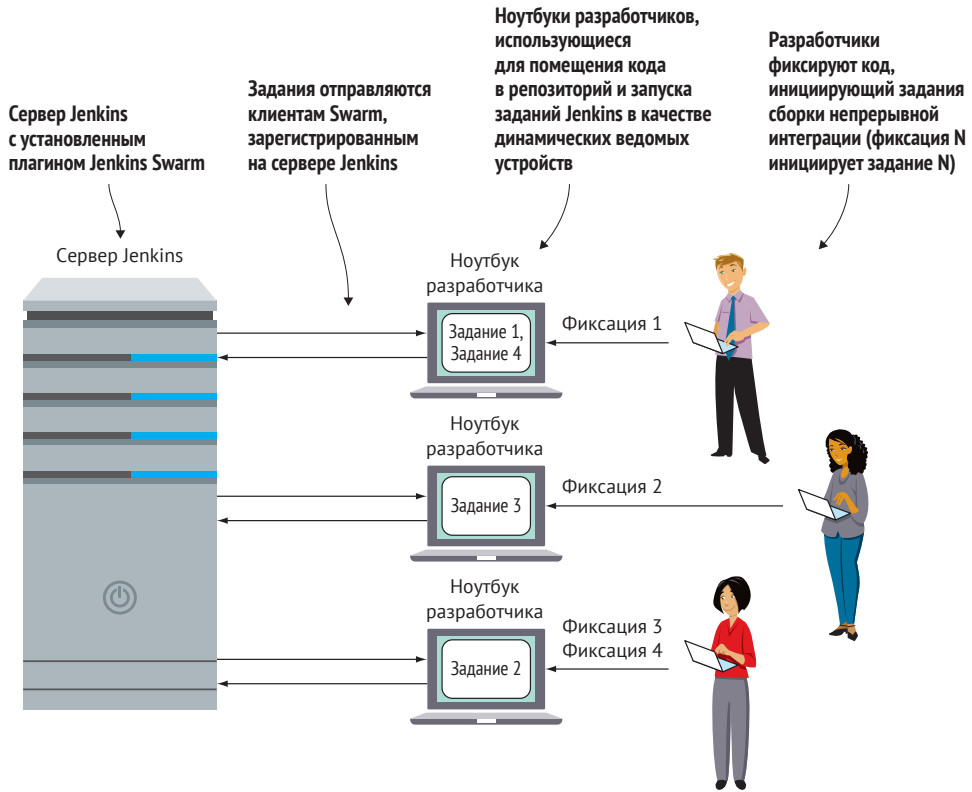 Сервер Jenkins
с установленным
плагином Jenkins Swarm
Задания отправляются
клиентам Swarm,
зарегистрированным
на сервере Jenkins
Ноутбуки разработчиков,
использующиеся
для помещения кода
в репозиторий и запуска
заданий Jenkins в качестве
динамических ведомых
устройств
Разработчики
фиксируют код,
инициирующий задания
сборки непрерывной
интеграции (фиксация N
инициирует задание N)
Сервер Jenkins
Ноутбук
разработчика
Задание 1,
Задание 4
Фиксация 1
Ноутбук
разработчика
Задание 3
Фиксация 2
Ноутбук
разработчика
Задание 2
Фиксация 3
Фиксация 4